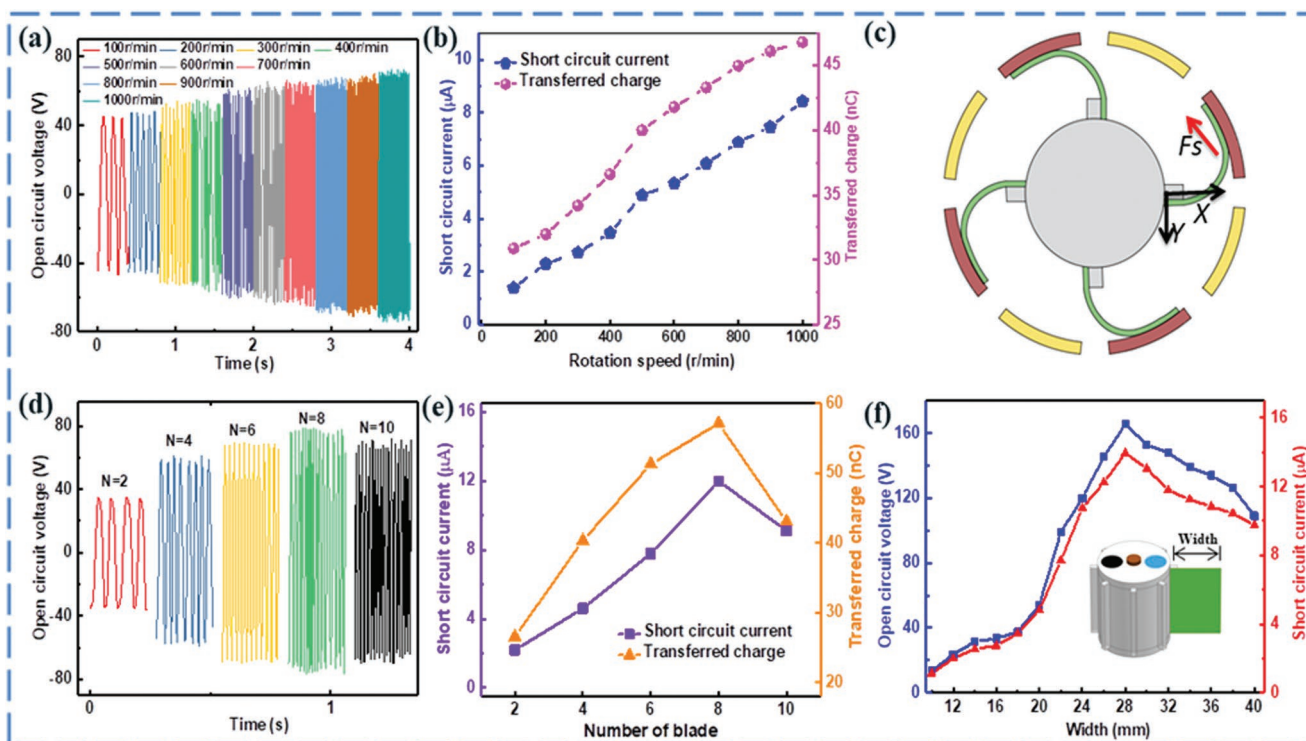 (a)
80
40
0
-40
-80
Open circuit voltage (V)
100r/min 200r/min 300r/min 400r/min
500r/min 600r/min 700r/min
800r/min 900r/min
1000r/min
0 1 2 3 4
Time (s)
(b)
10
8
6
4
2
0
Short circuit current (μA)
Short circuit current
Transferred charge
45
40
35
30
25
Transferred charge (nC)
200 400 600 800 1000
Rotation speed (r/min)
(c)
Fs
X
Y
(d)
80
40
0
-40
-80
Open circuit voltage (V)
N=2
N=4
N=6
N=8
N=10
0 1
Time (s)
(e)
16
12
8
4
0
Short circuit current (μA)
Short circuit current
Transferred charge
60
50
40
30
20
Transferred charge (nC)
2 4 6 8 10
Number of blade
(f)
160
120
80
40
0
Open circuit voltage (V)
Width
16
12
8
4
0
Short circuit current (μA)
12 16 20 24 28 32 36 40
Width (mm)